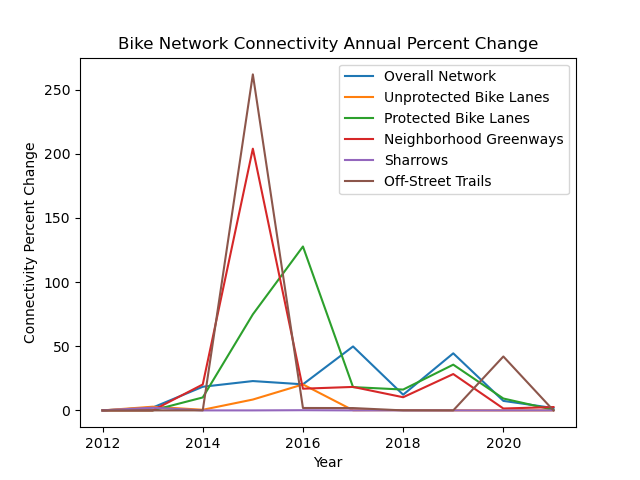 Bike Network Connectivity Annual Percent Change
Connectivity Percent Change
250
200
150
100
50
0
Overall Network
Unprotected Bike Lanes
Protected Bike Lanes
Neighborhood Greenways
Sharrows
Off-Street Trails
2012 2014 2016 2018 2020
Year